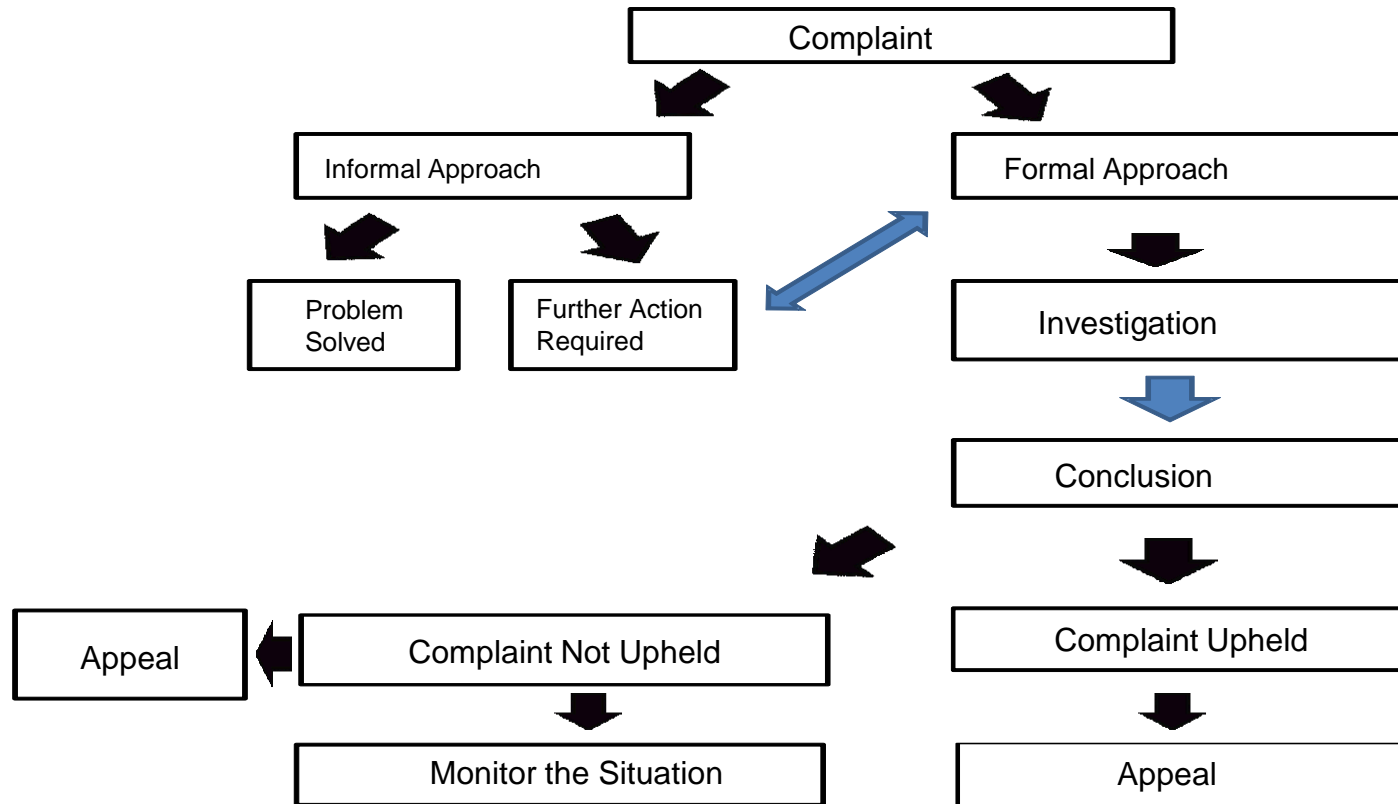 Complaint
Informal Approach
Formal Approach
Problem
Solved
Further Action
Required
Investigation
Conclusion
Appeal
Complaint Not Upheld
Complaint Upheld
Monitor the Situation
Appeal